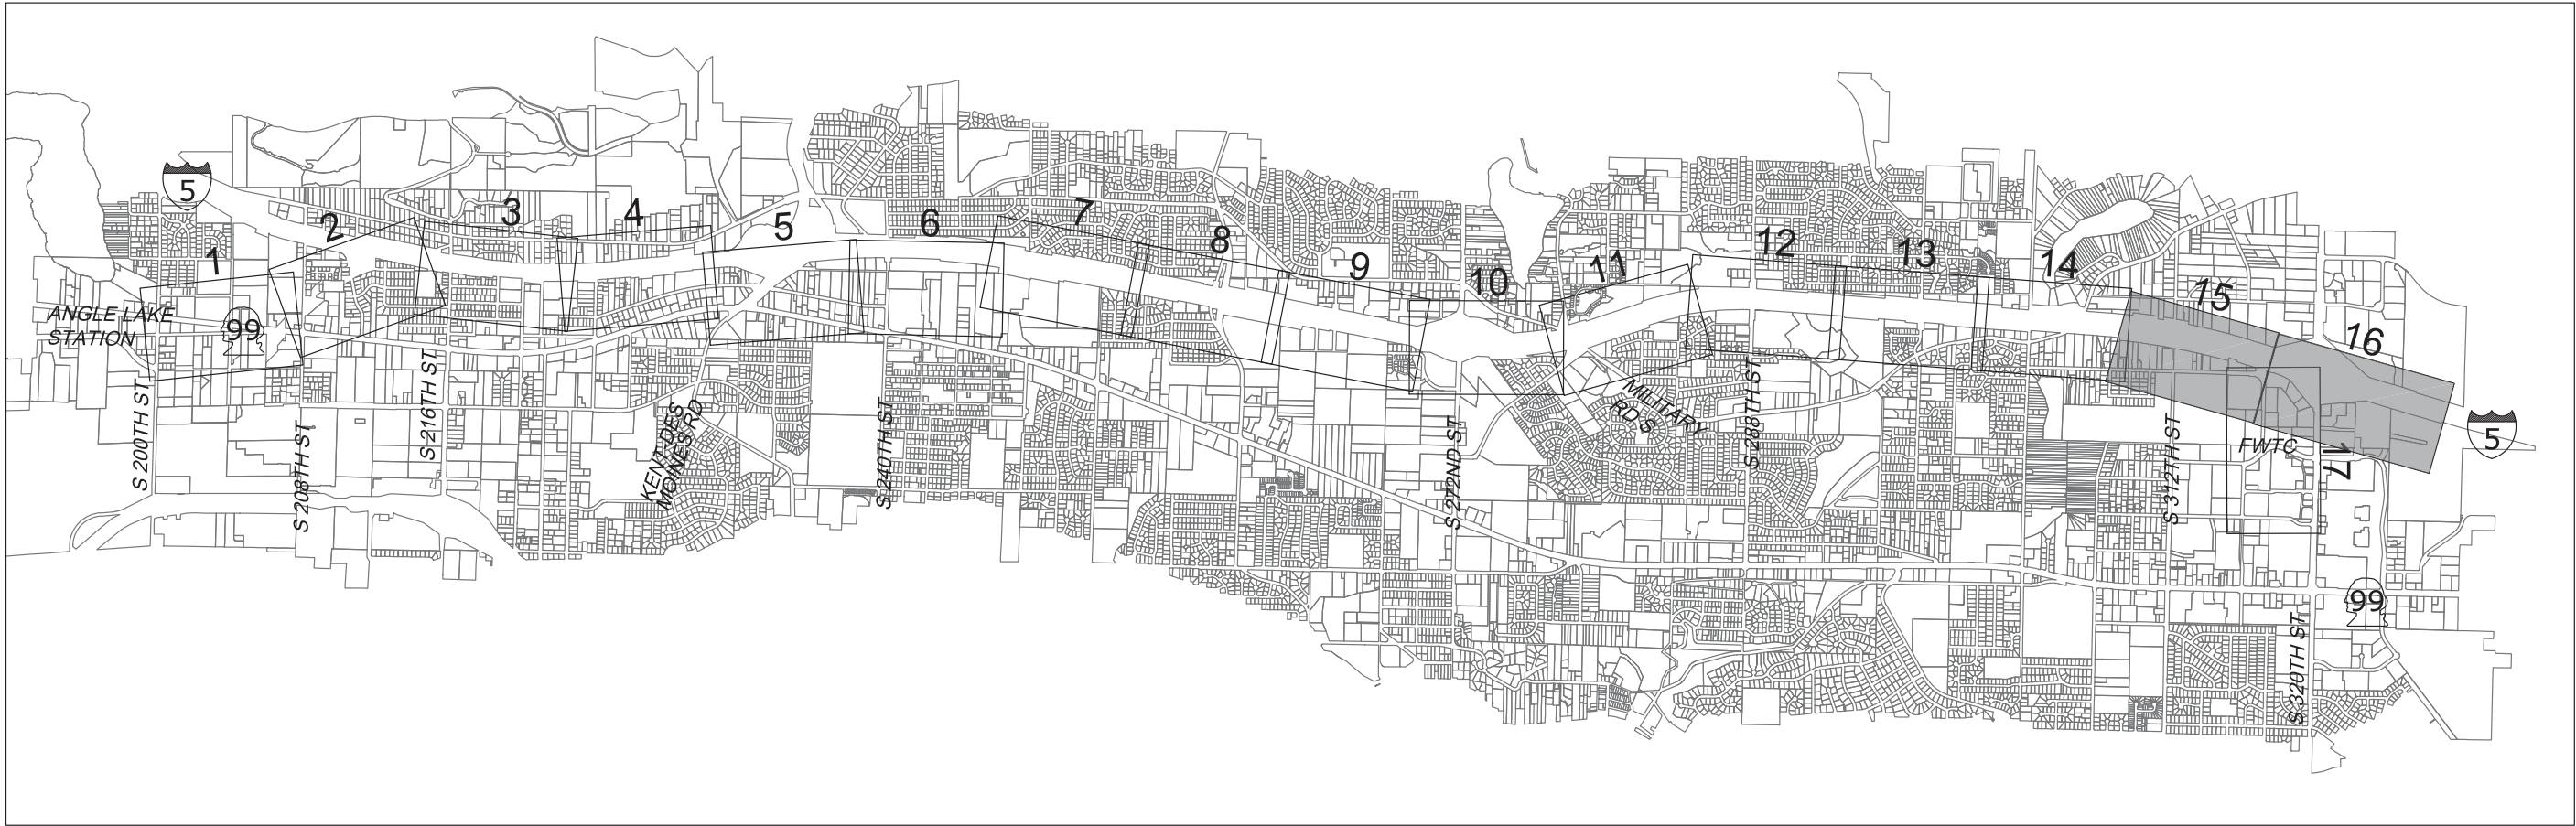 5
1
2
3
4
5
6
7
8
9
10
11
12
13
14
15
16
17
ANGLE LAKE
STATION
99
S 200TH ST
S 208TH ST
S 216TH ST
KENT-DES
MOINES RD
S 240TH ST
S 272ND ST
MILITARY
RD S
S 288TH ST
S 312TH ST
FWTC
5
S 320TH ST
99